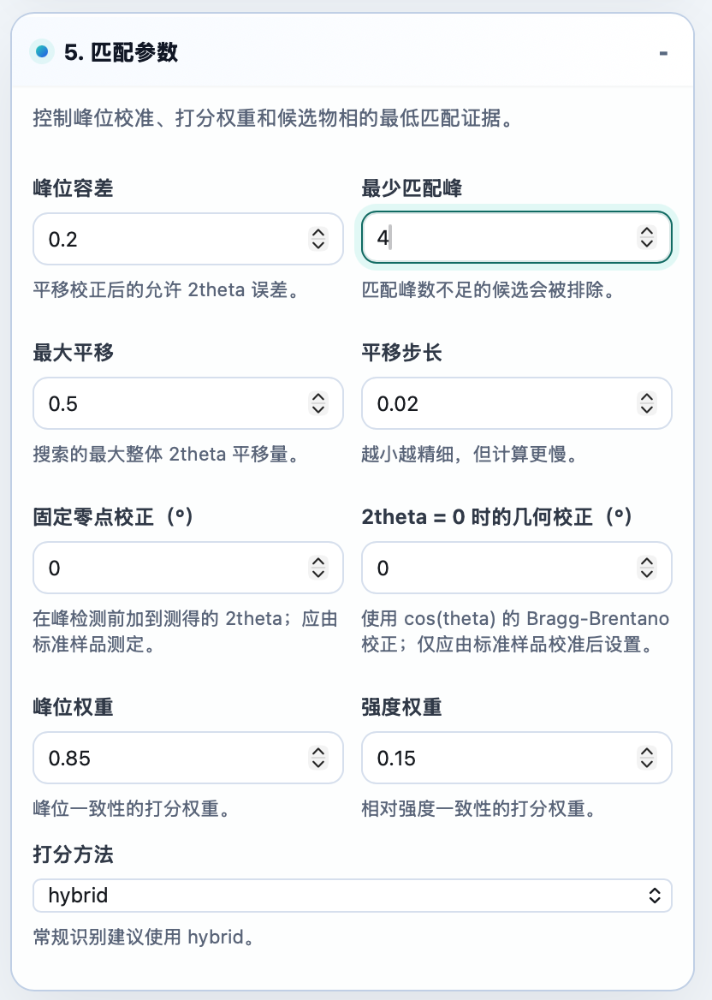 5. 匹配参数
-
控制峰位校准、打分权重和候选物相的最低匹配证据。
峰位容差
最少匹配峰
0.2
4
平移校正后的允许 2theta 误差。
匹配峰数不足的候选会被排除。
最大平移
平移步长
0.5
0.02
搜索的最大整体 2theta 平移量。
越小越精细，但计算更慢。
固定零点校正（°）
2theta = 0 时的几何校正（°）
0
0
在峰检测前加到测得的 2theta；应由
标准样品测定。
使用 cos(theta) 的 Bragg-Brentano
校正；仅应由标准样品校准后设置。
峰位权重
强度权重
0.85
0.15
峰位一致性的打分权重。
相对强度一致性的打分权重。
打分方法
hybrid
常规识别建议使用 hybrid。